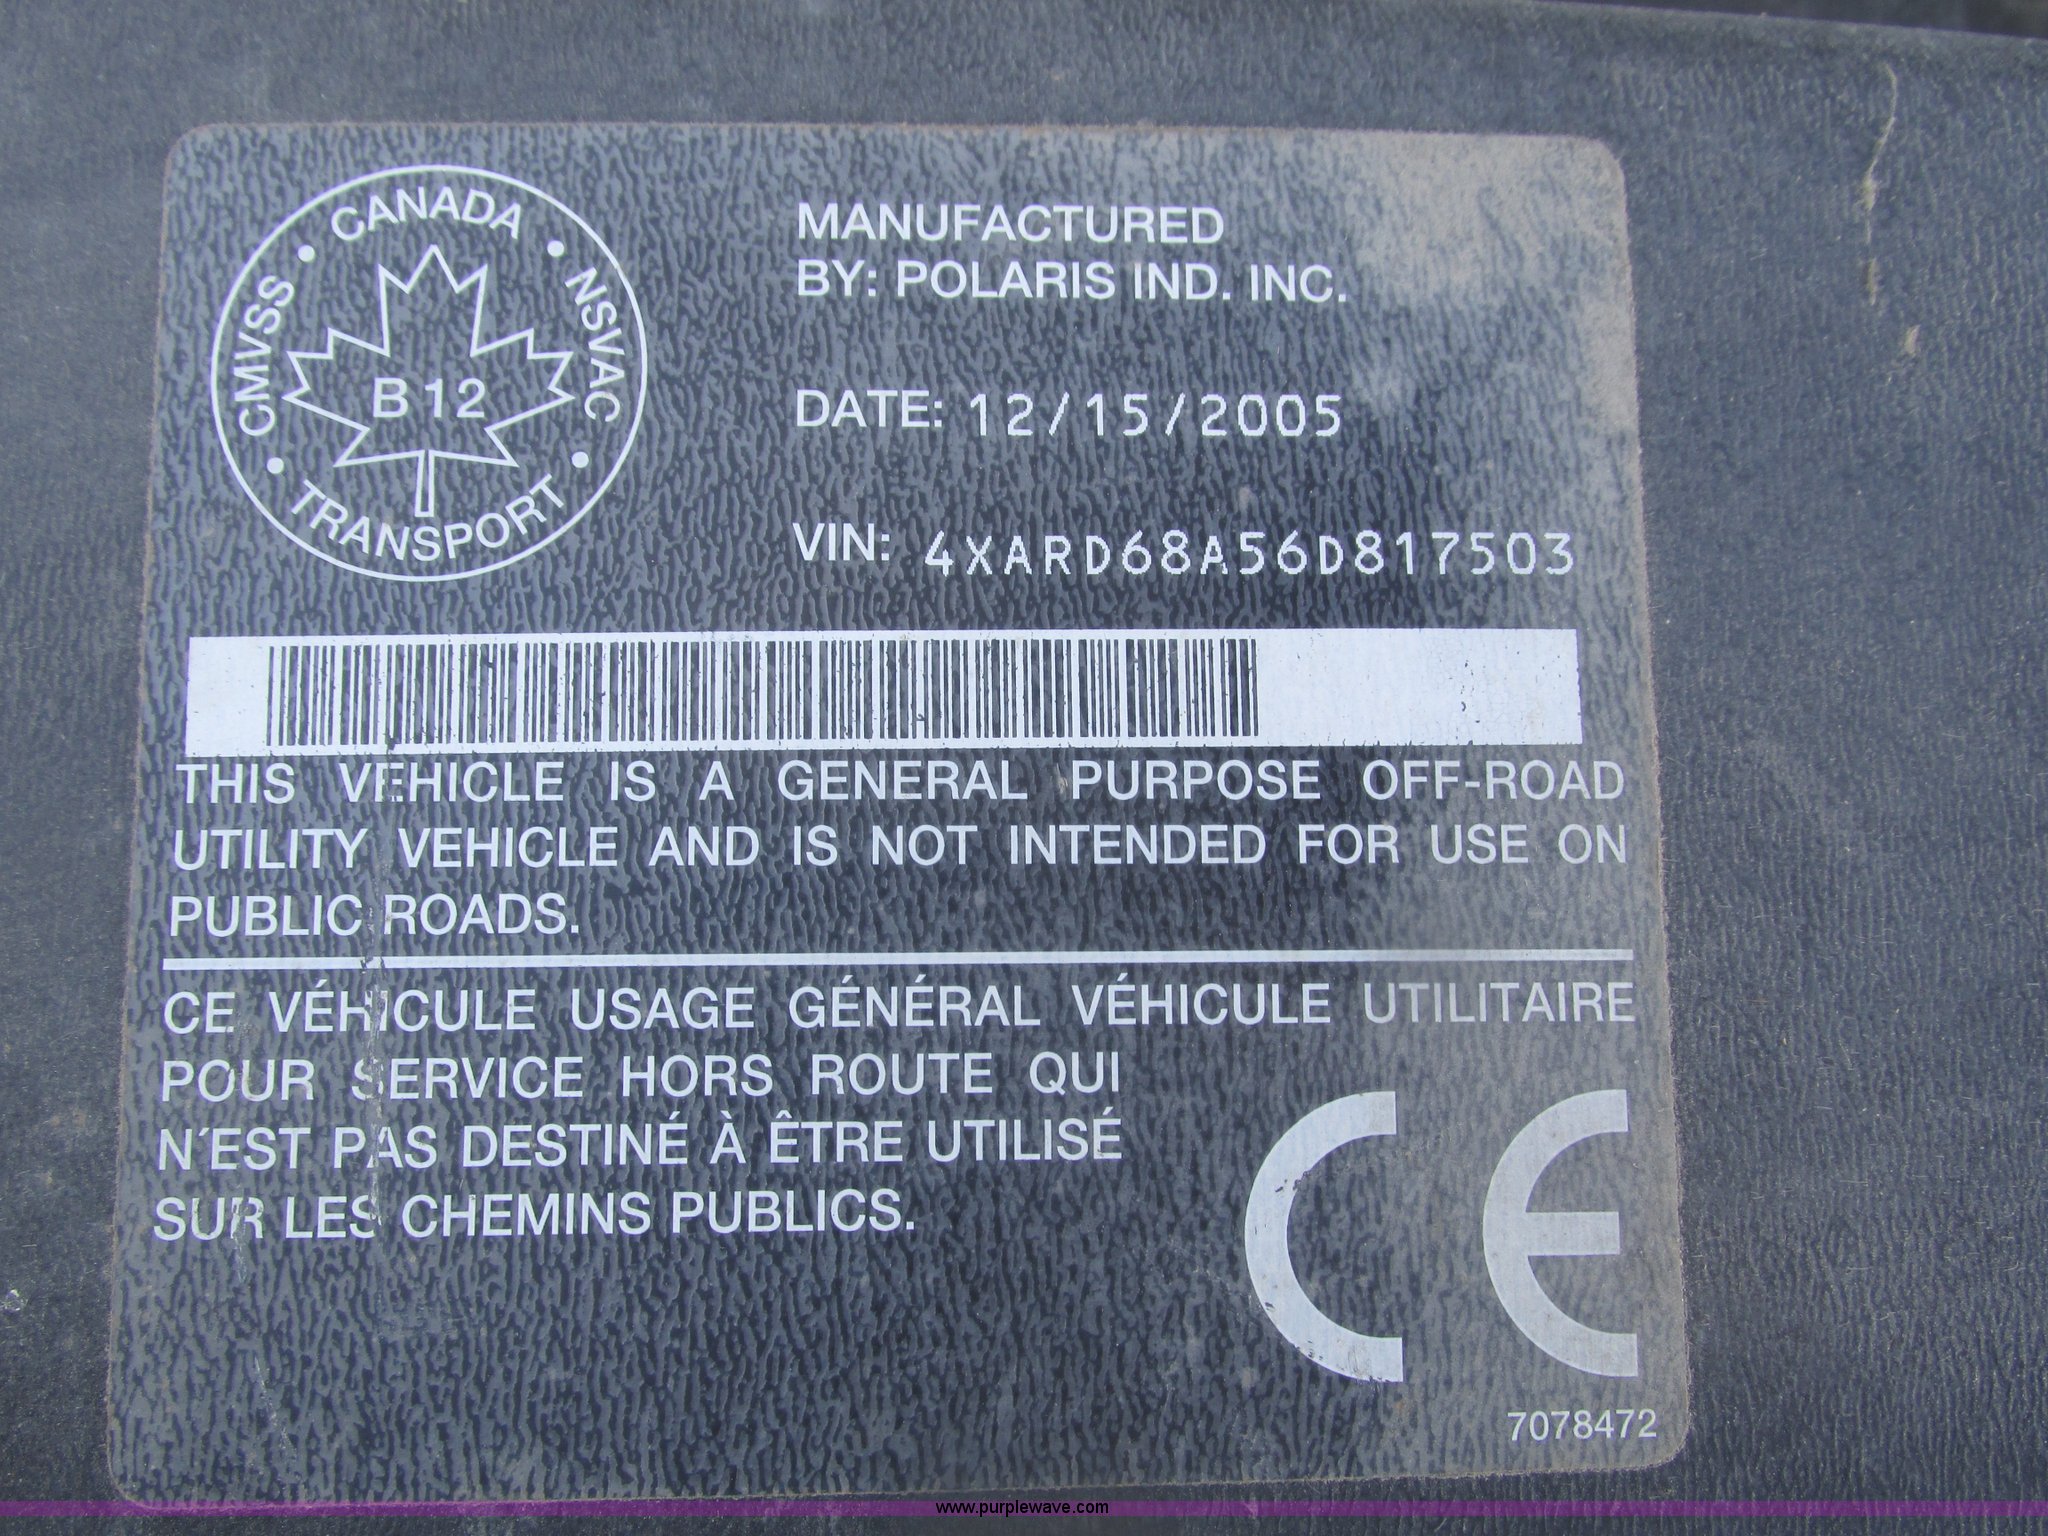 CANADA
CMVSS
NSVAC
B 12
TRANSPORT
MANUFACTURED
BY: POLARIS IND. INC.
DATE: 12/15/2005
VIN: 4XARD68A56D817503
THIS VEHICLE IS A GENERAL PURPOSE OFF-ROAD
UTILITY VEHICLE AND IS NOT INTENDED FOR USE ON
PUBLIC ROADS.
CE VÉHICULE USAGE GÉNÉRAL VÉHICULE UTILITAIRE
POUR SERVICE HORS ROUTE QUI
N´EST PAS DESTINÉ À ÊTRE UTILISÉ
SUR LES CHEMINS PUBLICS.
CE
7078472
www.purplewave.com